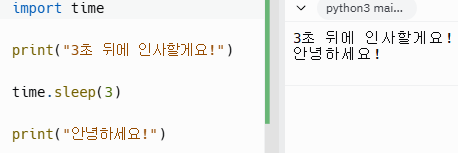 import time
print("3초 뒤에 인사할게요!")
time.sleep(3)
print("안녕하세요!")
python3 mai...
3초 뒤에 인사할게요!
안녕하세요!